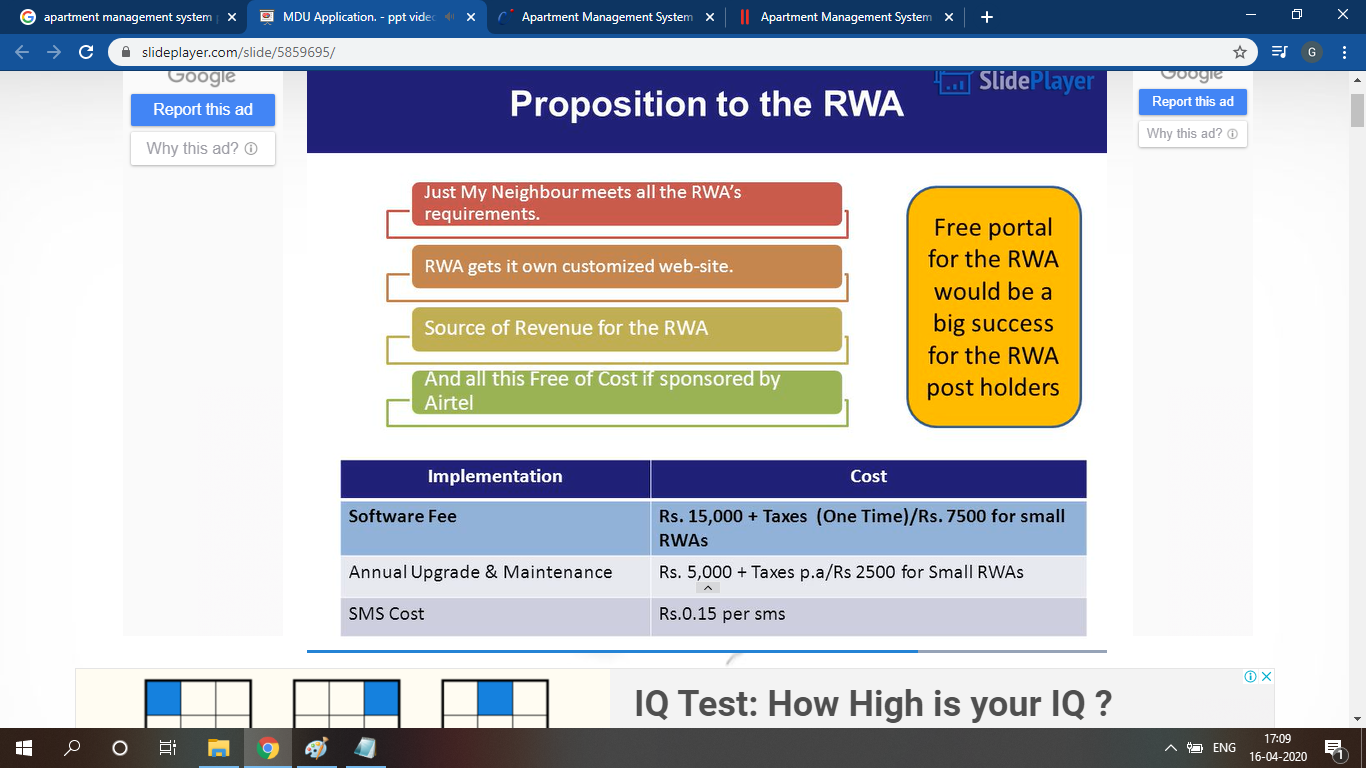 apartment management system
MDU Application. - ppt vide
Apartment Management System
Apartment Management System
slideplayer.com/slide/5859695/
G
Google
Report this ad
Why this ad?
SlidePlayer
Proposition to the RWA
Google
Report this ad
Why this ad?
Just My Neighbour meets all the RWA’s
requirements.
RWA gets it own customized web-site.
Source of Revenue for the RWA
And all this Free of Cost if sponsored by
Airtel
Free portal
for the RWA
would be a
big success
for the RWA
post holders
Implementation Cost
Software Fee Rs. 15,000 + Taxes (One Time)/Rs. 7500 for small
RWAs
Annual Upgrade & Maintenance Rs. 5,000 + Taxes p.a/Rs 2500 for Small RWAs
SMS Cost Rs.0.15 per sms
IQ Test: How High is your IQ ?
ENG
17:09
16-04-2020
1